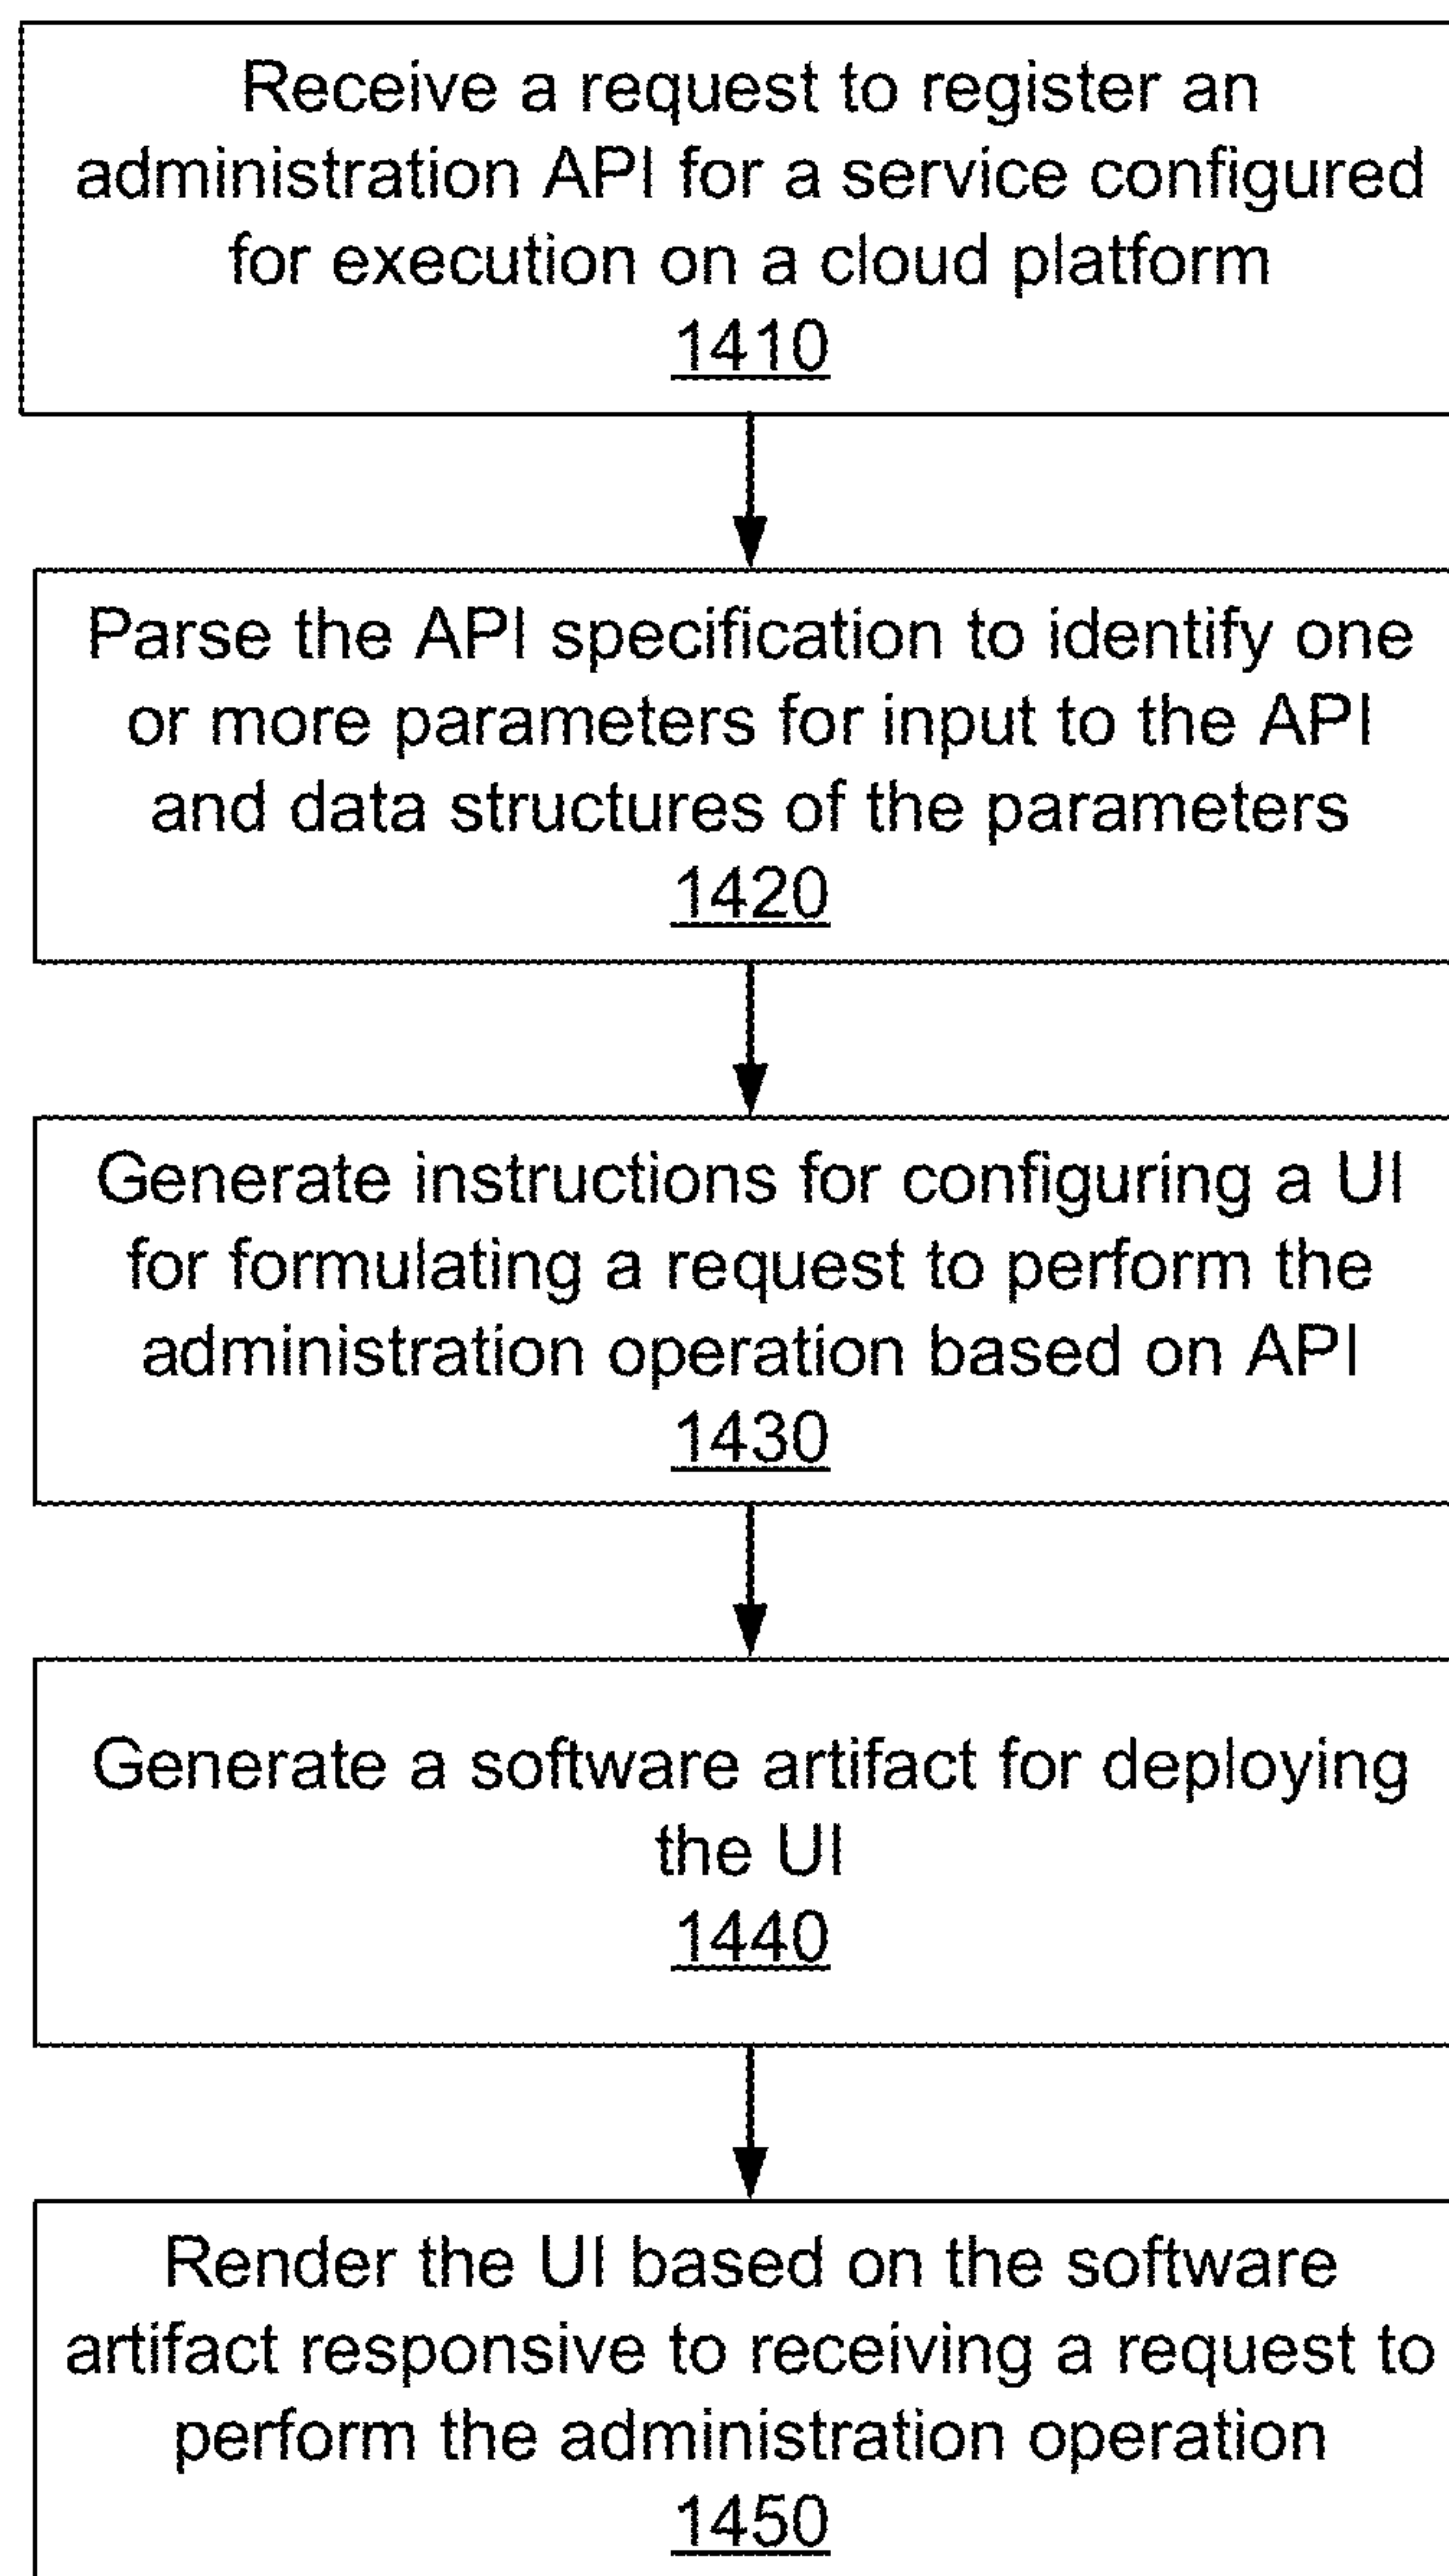 Receive a request to register an
administration API for a service configured
for execution on a cloud platform
1410
Parse the API specification to identify one
or more parameters for input to the API
and data structures of the parameters
1420
Generate instructions for configuring a UI
for formulating a request to perform the
administration operation based on API
1430
Generate a software artifact for deploying
the UI
1440
Render the UI based on the software
artifact responsive to receiving a request to
perform the administration operation
1450